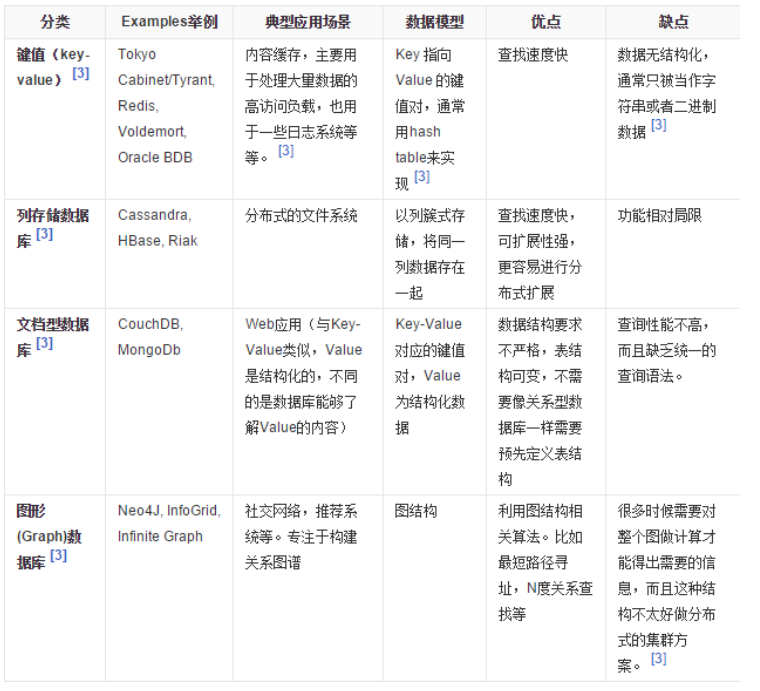 分类
Examples举例
典型应用场景
数据模型
优点
缺点
键值（key-
value） [3]
Tokyo
Cabinet/Tyrant,
Redis,
Voldemort,
Oracle BDB
内容缓存，主要用
于处理大量数据的
高访问负载，也用
于一些日志系统等
等。 [3]
Key 指向
Value 的键
值对，通常
用hash
table来实
现 [3]
查找速度快
数据无结构化，
通常只被当作字
符串或者二进制
数据 [3]
列存储数据
库 [3]
Cassandra,
HBase, Riak
分布式的文件系统
以列簇式存
储，将同一
列数据存在
一起
查找速度快，
可扩展性强，
更容易进行分
布式扩展
功能相对局限
文档型数据
库 [3]
CouchDB,
MongoDb
Web应用（与Key-
Value类似，Value
是结构化的，不同
的是数据库能够了
解Value的内容）
Key-Value
对应的键值
对，Value
为结构化数
据
数据结构要求
不严格，表结
构可变，不需
要像关系型数
据库一样需要
预先定义表结
构
查询性能不高，
而且缺乏统一的
查询语法。
图形
(Graph)数
据库 [3]
Neo4J, InfoGrid,
Infinite Graph
社交网络，推荐系
统等。专注于构建
关系图谱
图结构
利用图结构相
关算法。比如
最短路径寻
址，N度关系查
找等
很多时候需要对
整个图做计算才
能得出需要的信
息，而且这种结
构不太好做分布
式的集群方
案。 [3]